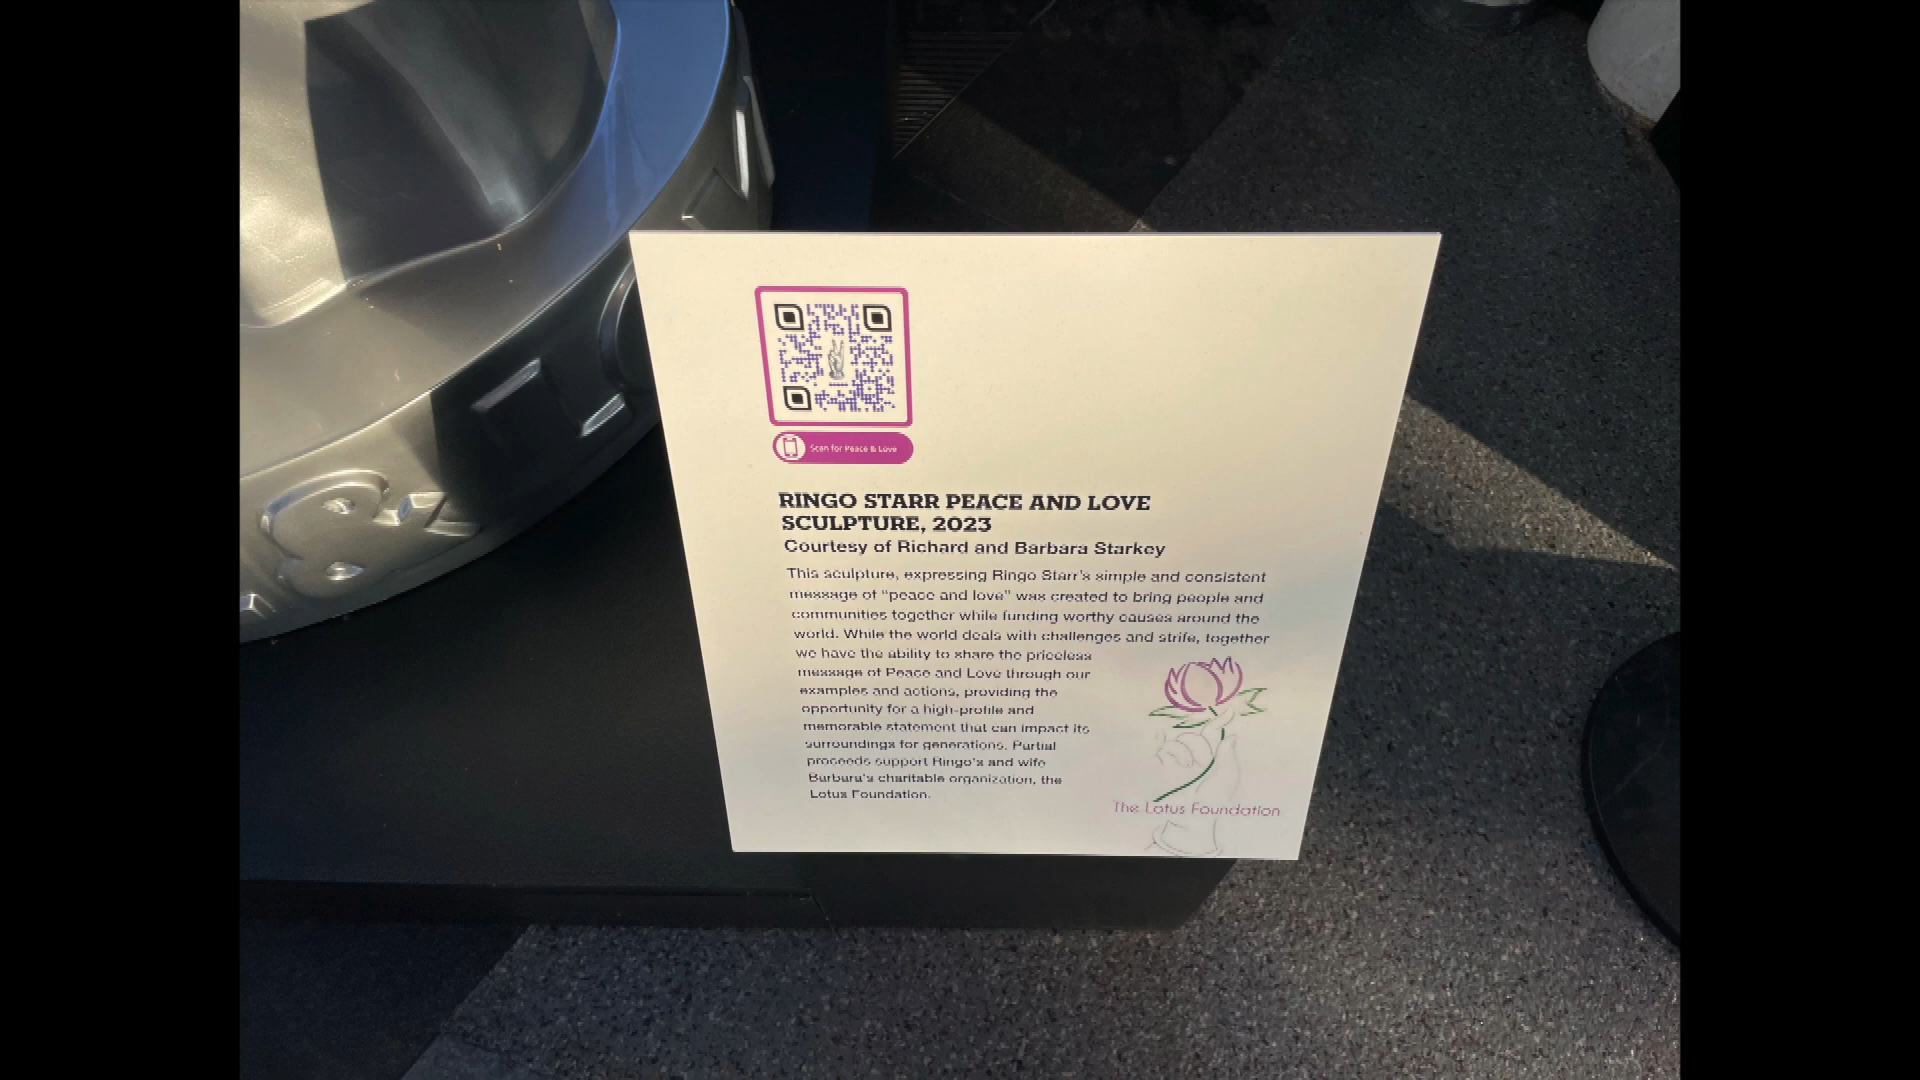 Scan for Peace & Love
RINGO STARR PEACE AND LOVE
SCULPTURE, 2023
Courtesy of Richard and Barbara Starkey
This sculpture, expressing Ringo Starr's simple and consistent
message of "peace and love" was created to bring people and
communities together while funding worthy causes around the
world. While the world deals with challenges and strife, together
we have the ability to share the priceless
message of Peace and Love through our
examples and actions, providing the
opportunity for a high-profile and
memorable statement that can impact its
surroundings for generations. Partial
proceeds support Ringo's and wife
Barbara's charitable organization, the
Lotus Foundation.
The Lotus Foundation